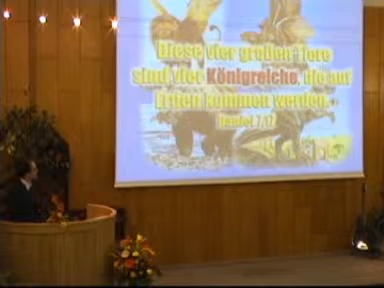 Diese vier großen Tiere
sind vier Königreiche, die auf
Erden kommen werden.
Daniel 7,17